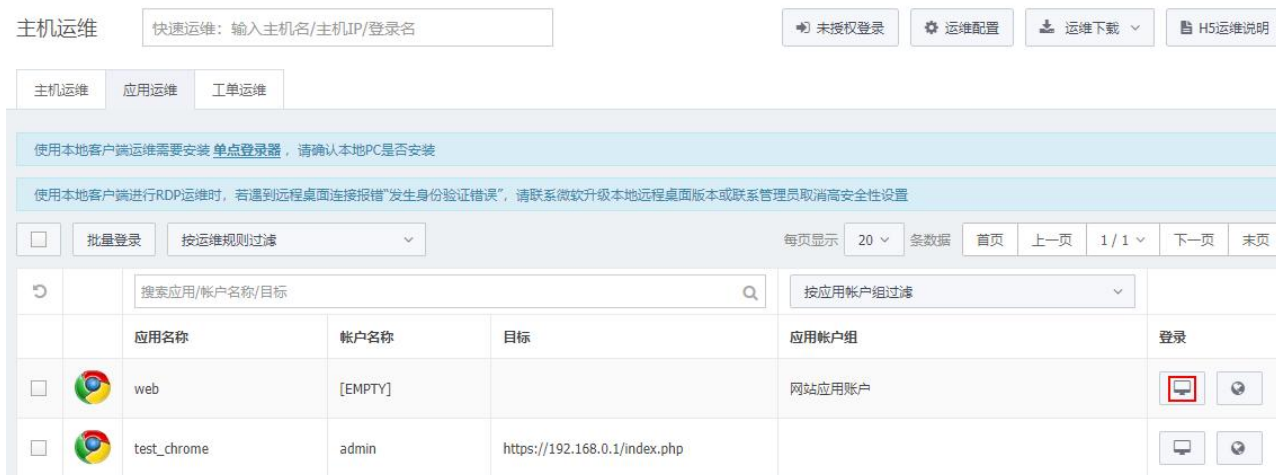 主机运维 快速运维：输入主机名/主机IP/登录名 未授权登录 运维配置 运维下载 H5运维说明
主机运维 应用运维 工单运维
使用本地客户端运维需要安装 单点登录器 ，请确认本地PC是否安装
使用本地客户端进行RDP运维时，若遇到远程桌面连接报错“发生身份验证错误”，请联系微软升级本地远程桌面版本或联系管理员取消高安全性设置
批量登录 按运维规则过滤 每页显示 20 条数据 首页 上一页 1 / 1 下一页 末页
搜索应用/帐户名称/目标 按应用帐户组过滤
应用名称 帐户名称 目标 应用帐户组 登录
web [EMPTY] 网站应用账户
test_chrome admin https://192.168.0.1/index.php